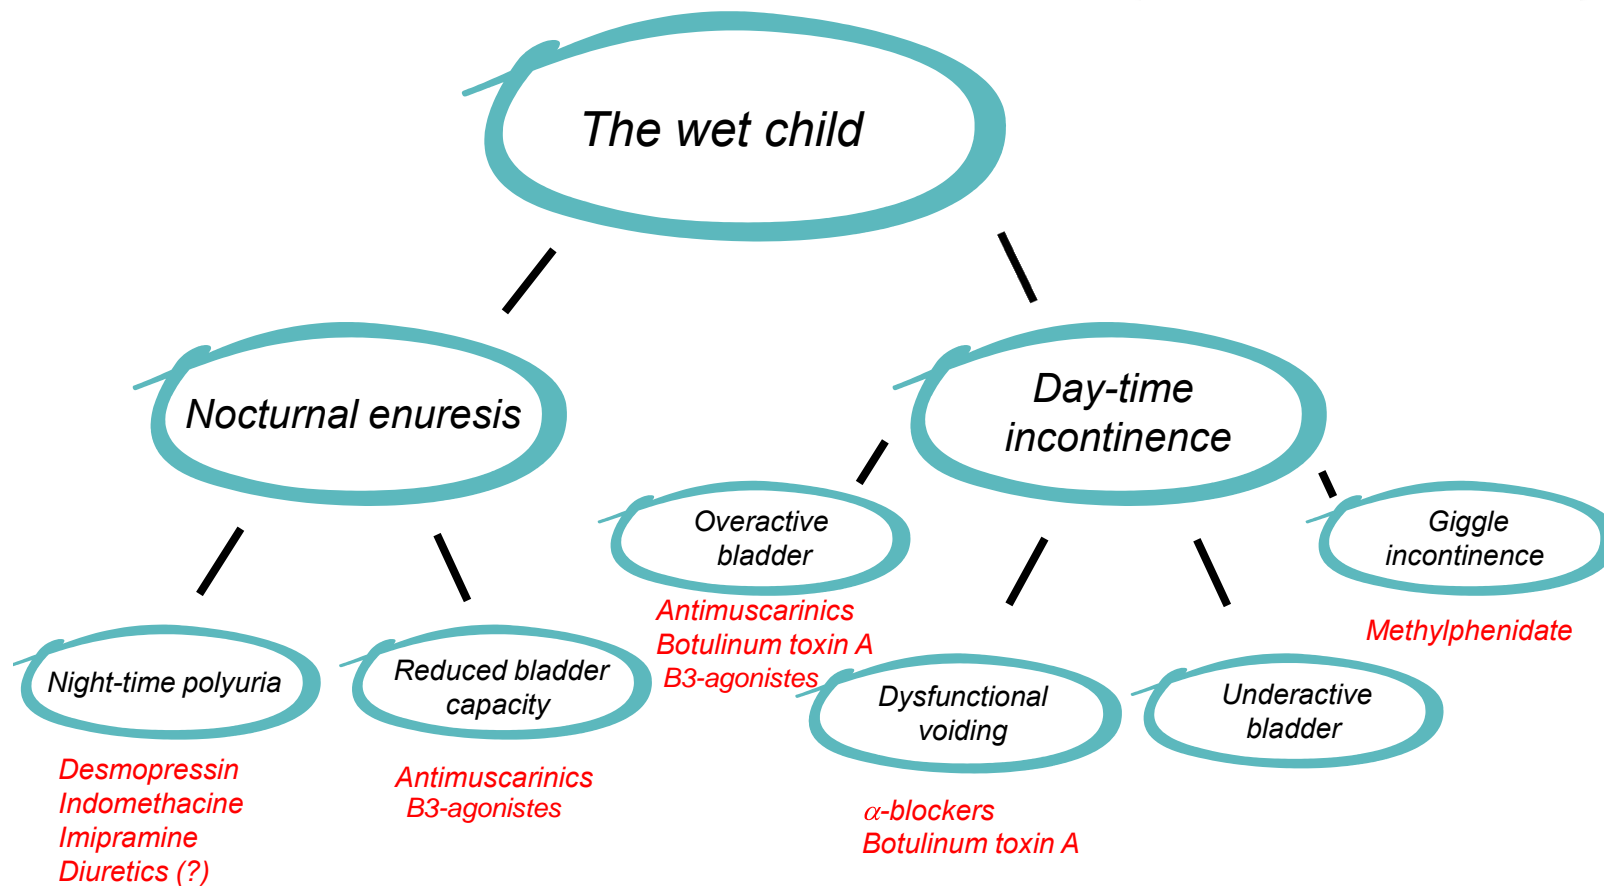 The wet child
Nocturnal enuresis
Day-time
incontinence
Overactive
bladder
Giggle
incontinence
Antimuscarinics
Botulinum toxin A
B3-agonistes
Methylphenidate
Night-time polyuria
Reduced bladder
capacity
Dysfunctional
voiding
Underactive
bladder
Desmopressin
Indomethacine
Imipramine
Diuretics (?)
Antimuscarinics
B3-agonistes
α-blockers
Botulinum toxin A